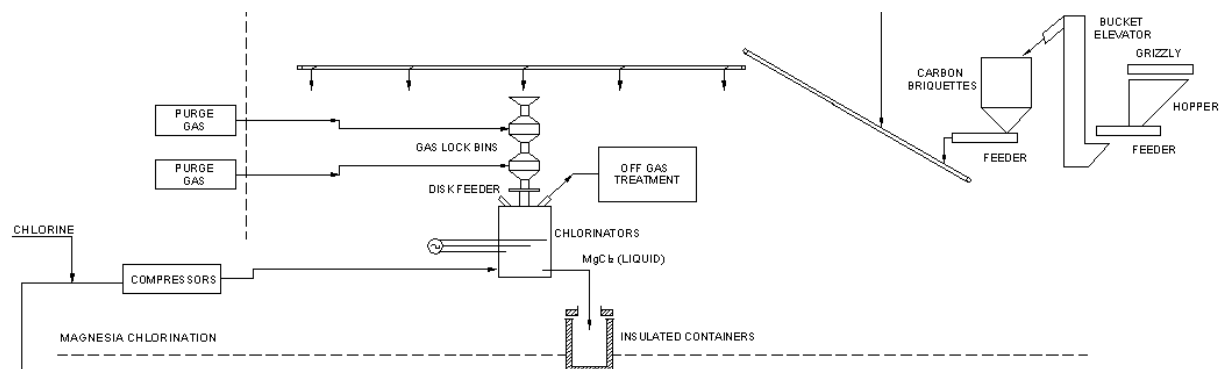 BUCKET
ELEVATOR
GRIZZLY
CARBON
BRIQUETTES
HOPPER
PURGE
GAS
GAS LOCK BINS
FEEDER
FEEDER
PURGE
GAS
OFF GAS
TREATMENT
DISK FEEDER
CHLORINE
CHLORINATORS
MgCl₂ (LIQUID)
COMPRESSORS
MAGNESIA CHLORINATION
INSULATED CONTAINERS